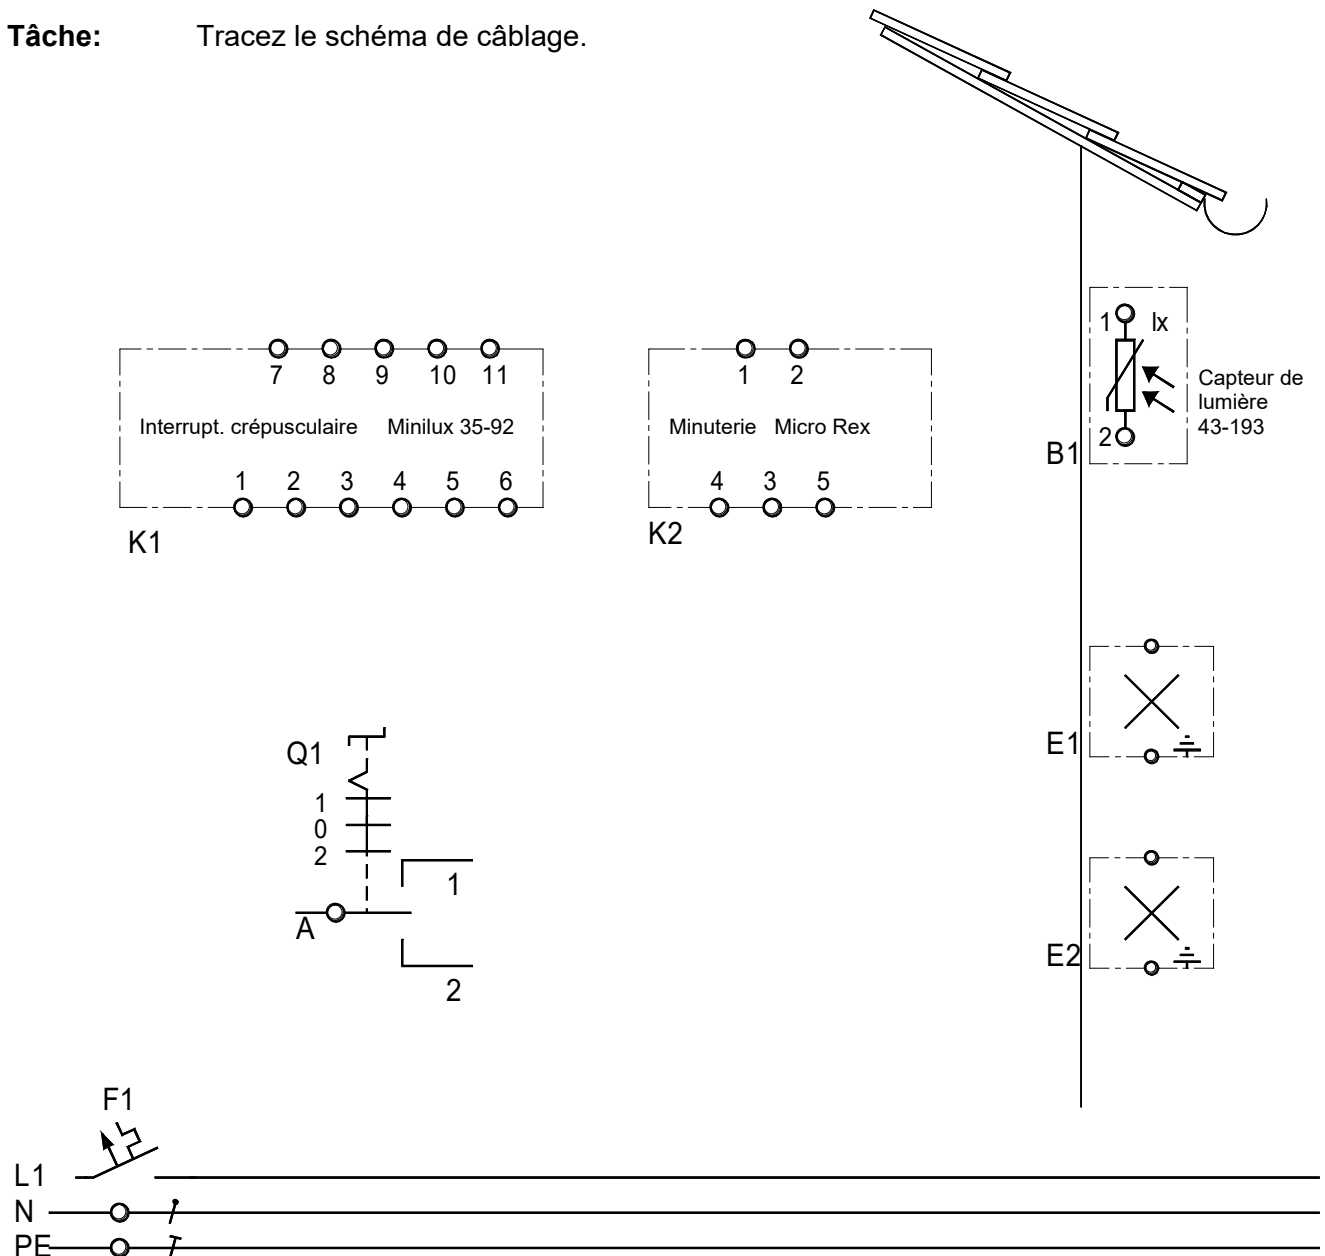 Tâche: Tracez le schéma de câblage.
1 lx
Capteur de
lumière
43-193
2
B1
7 8 9 10 11
Interrupt. crépusculaire Minilux 35-92
1 2 3 4 5 6
K1
1 2
Minuterie Micro Rex
4 3 5
K2
E1
Q1
1
0
2
1
A
2
E2
F1
L1
N
PE